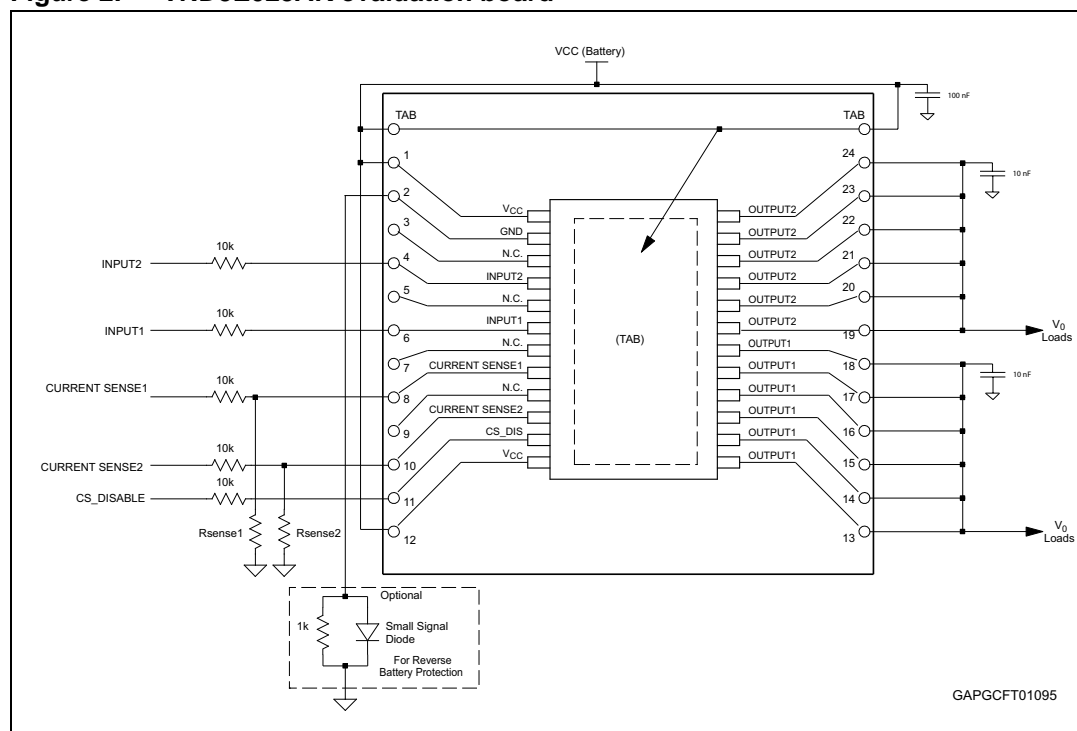 VCC (Battery)
100 nF
TAB
TAB
1
24
10 nF
2
23
VCC
OUTPUT2
3
22
GND
OUTPUT2
10k
N.C.
OUTPUT2
INPUT2
4
21
INPUT2
OUTPUT2
5
20
N.C.
OUTPUT2
10k
INPUT1
OUTPUT2
V0
INPUT1
6
19
Loads
N.C.
(TAB)
OUTPUT1
7
18
10k
CURRENT SENSE1
OUTPUT1
10 nF
CURRENT SENSE1
8
17
N.C.
OUTPUT1
9
16
10k
CURRENT SENSE2
OUTPUT1
CURRENT SENSE2
10
15
10k
CS_DIS
OUTPUT1
CS_DISABLE
11
14
VCC
OUTPUT1
Rsense1
Rsense2
12
13
V0
Loads
Optional
1k
Small Signal
Diode
For Reverse
Battery Protection
GAPGCFT01095